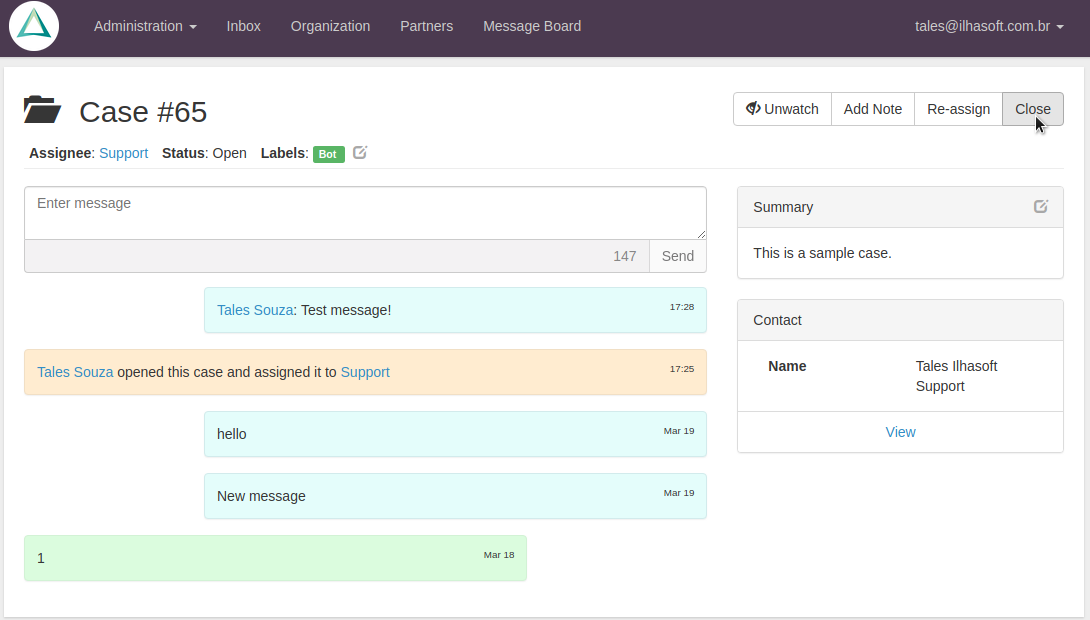 Administration Inbox Organization Partners Message Board tales@ilhasoft.com.br
Case #65
Unwatch Add Note Re-assign Close
Assignee: Support Status: Open Labels: Bot
Enter message
147 Send
Tales Souza: Test message! 17:28
Tales Souza opened this case and assigned it to Support 17:25
hello Mar 19
New message Mar 19
1 Mar 18
Summary
This is a sample case.
Contact
Name Tales Ilhasoft
Support
View